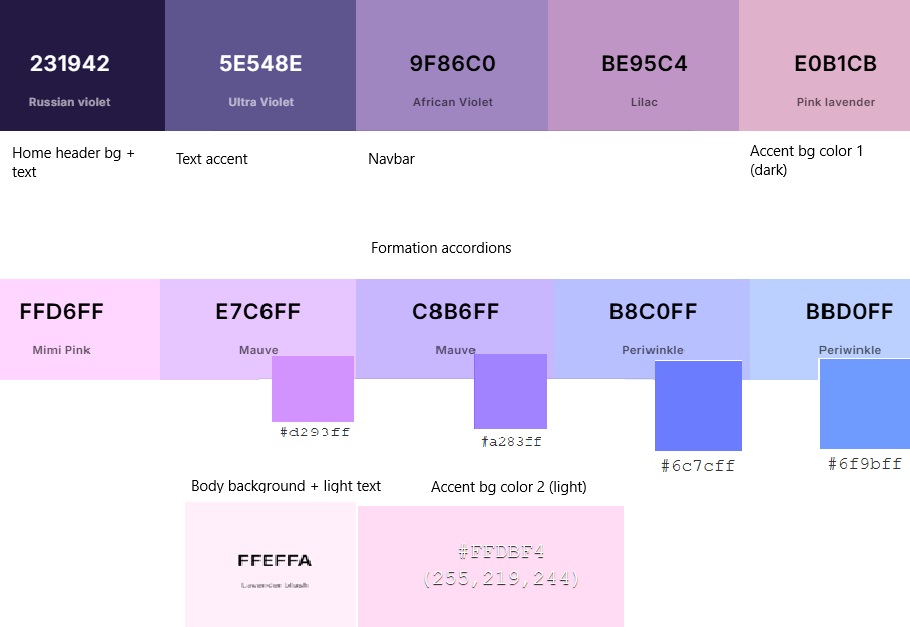 231942
5E548E
9F86C0
BE95C4
E0B1CB
Russian violet
Ultra Violet
African Violet
Lilac
Pink lavender
Home header bg +
text
Text accent
Navbar
Accent bg color 1
(dark)
Formation accordions
FFD6FF
E7C6FF
C8B6FF
B8C0FF
BBD0FF
Mimi Pink
Mauve
Mauve
Periwinkle
Periwinkle
#d293ff
#a283ff
#6c7cff
#6f9bff
Body background + light text
Accent bg color 2 (light)
FFEFFA
Lavender blush
#FFDBF4
(255,219,244)